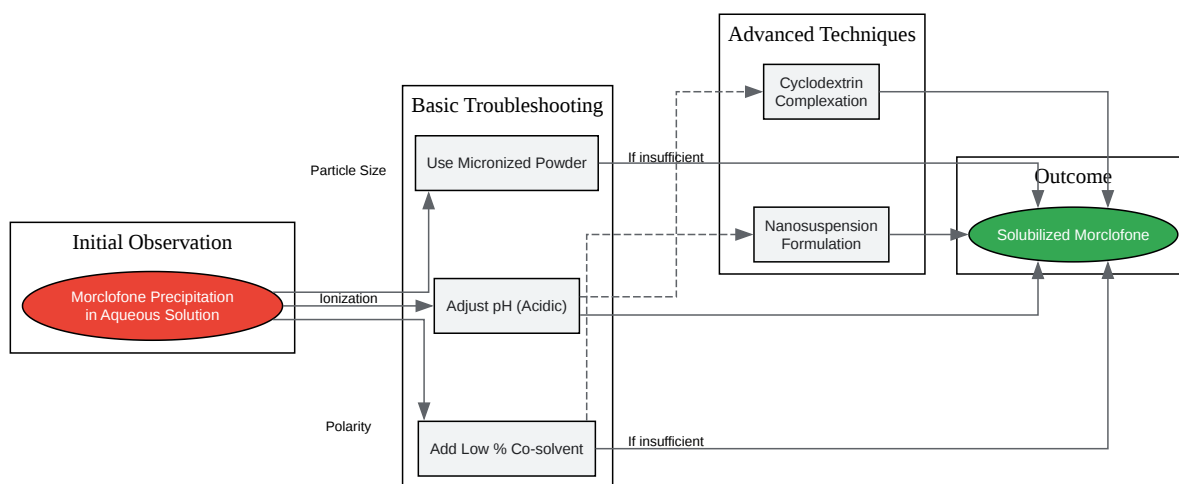 Advanced Techniques
Cyclodextrin
Complexation
Basic Troubleshooting
Use Micronized Powder
If insufficient
Particle Size
Outcome
Initial Observation
Nanosuspension
Formulation
Solubilized Morclofone
Morclofone Precipitation
in Aqueous Solution
Ionization
Adjust pH (Acidic)
Polarity
Add Low % Co-solvent
If insufficient